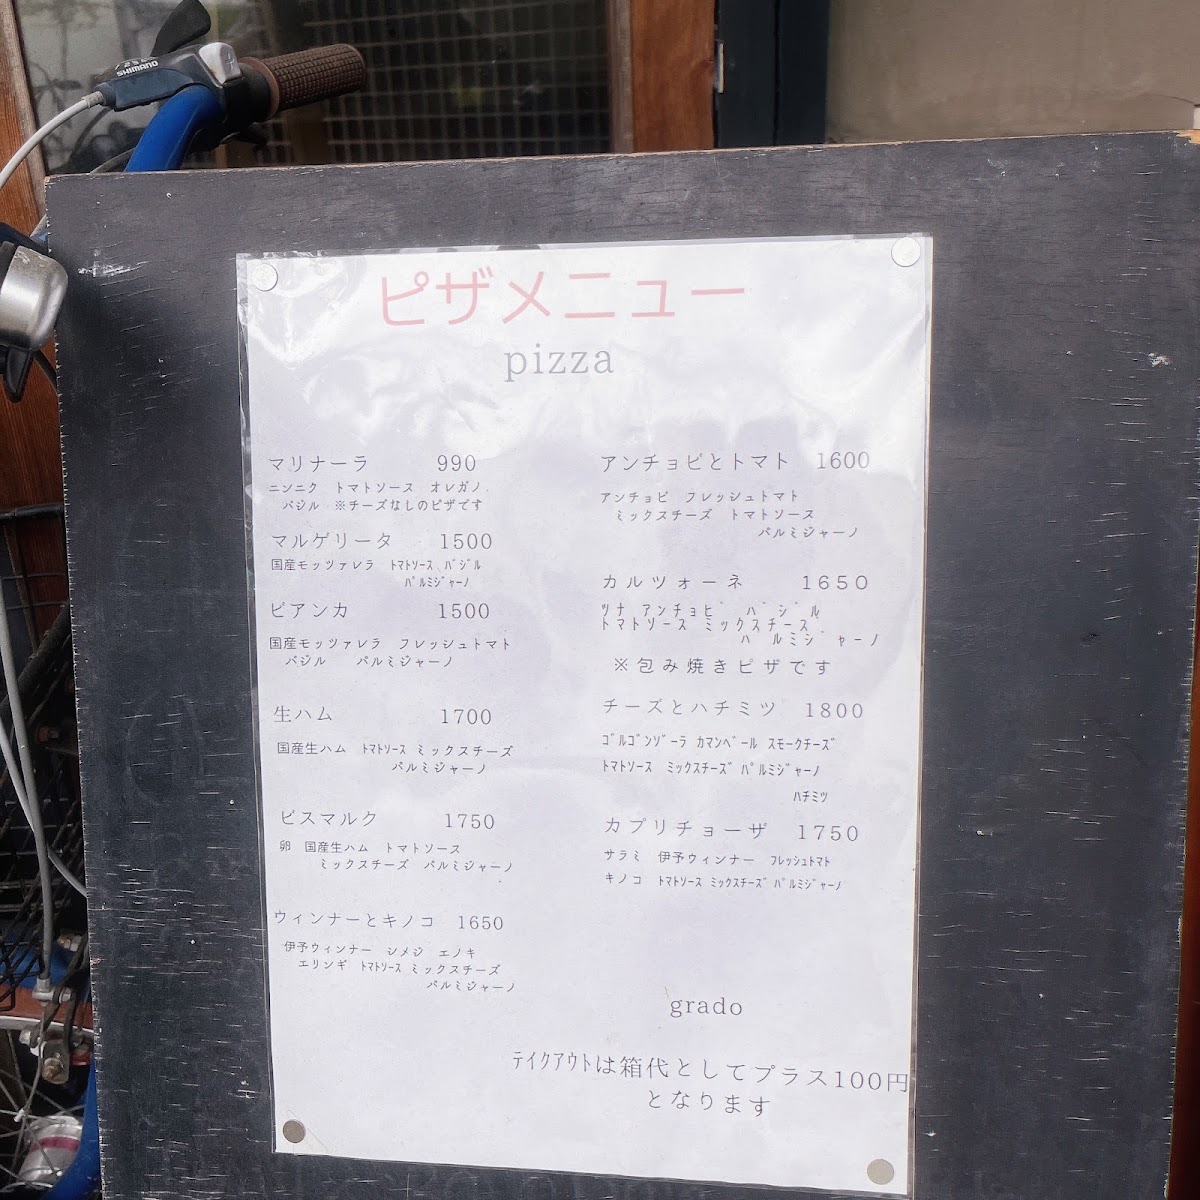 SHIMANO
ピザメニュー
pizza
マリナーラ 990
ニンニク トマトソース オレガノ
バジル ※チーズなしのピザです
マルゲリータ 1500
国産モッツァレラ ﾄﾏﾄｿｰｽ ﾊﾞｼﾞﾙ
ﾊﾟﾙﾐｼﾞｬｰﾉ
ビアンカ 1500
国産モッツァレラ フレッシュトマト
バジル パルミジャーノ
生ハム 1700
国産生ハム ﾄﾏﾄｿｰｽ ミックスチーズ
パルミジャーノ
ビスマルク 1750
卵 国産生ハム トマトソース
ミックスチーズ パルミジャーノ
ウィンナーとキノコ 1650
伊予ウィンナー シメジ エノキ
エリンギ ﾄﾏﾄｿｰｽ ミックスチーズ
パルミジャーノ
アンチョビとトマト 1600
アンチョビ フレッシュトマト
ミックスチーズ トマトソース
パルミジャーノ
カルツォーネ 1650
ﾂﾅ ｱﾝﾁｮﾋﾞ ﾊﾞｼﾞﾙ
ﾄﾏﾄｿｰｽ ﾐｯｸｽﾁｰｽﾞ
ﾊﾟﾙﾐｼﾞｬｰﾉ
※包み焼きピザです
チーズとハチミツ 1800
ｺﾞﾙｺﾞﾝｿﾞｰﾗ ｶﾏﾝﾍﾞｰﾙ ｽﾓｰｸﾁｰｽﾞ
ﾄﾏﾄｿｰｽ ﾐｯｸｽﾁｰｽﾞ ﾊﾟﾙﾐｼﾞｬｰﾉ
ﾊﾁﾐﾂ
カプリチョーザ 1750
サラミ 伊予ウィンナー ﾌﾚｯｼｭﾄﾏﾄ
キノコ ﾄﾏﾄｿｰｽ ﾐｯｸｽﾁｰｽﾞ ﾊﾟﾙﾐｼﾞｬｰﾉ
grado
ﾃｲｸｱｳﾄは箱代としてプラス100円
となります